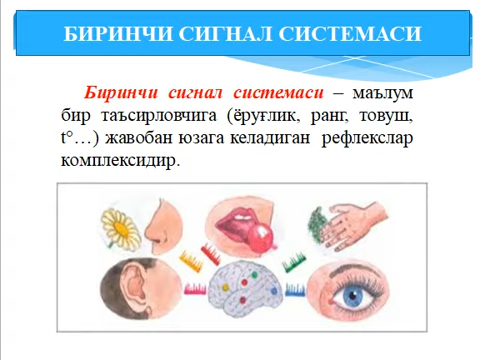 БИРИНЧИ СИГНАЛ СИСТЕМАСИ
Биринчи сигнал системаси – маълум
бир таъсирловчига (ёруғлик, ранг, товуш,
t°…) жавобан юзага келадиган рефлекслар
комплексидир.